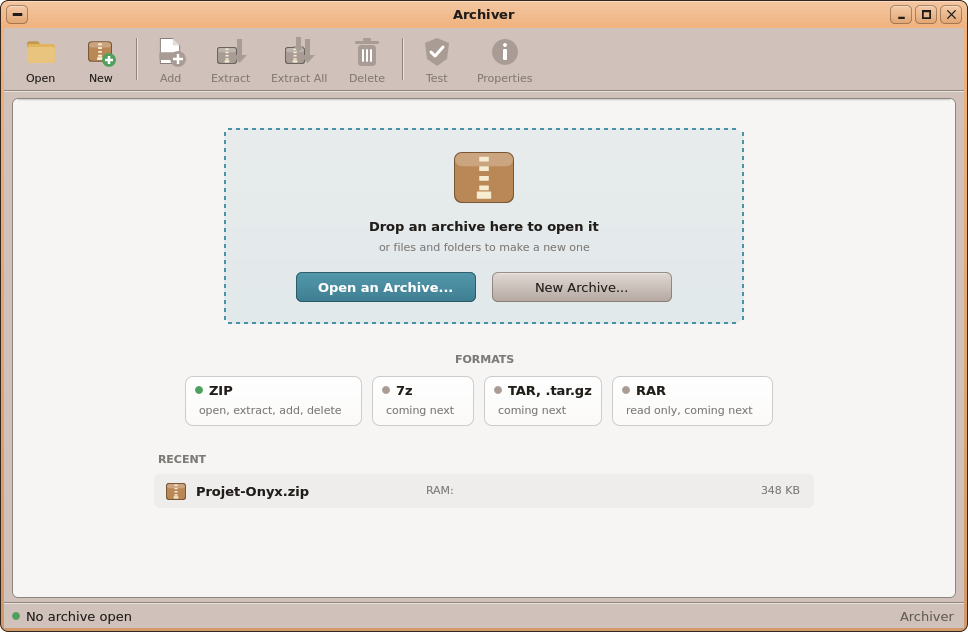 Archiver
Open New Add Extract Extract All Delete Test Properties
Drop an archive here to open it
or files and folders to make a new one
Open an Archive... New Archive...
FORMATS
ZIP
open, extract, add, delete
7z
coming next
TAR, .tar.gz
coming next
RAR
read only, coming next
RECENT
Projet-Onyx.zip RAM: 348 KB
No archive open Archiver